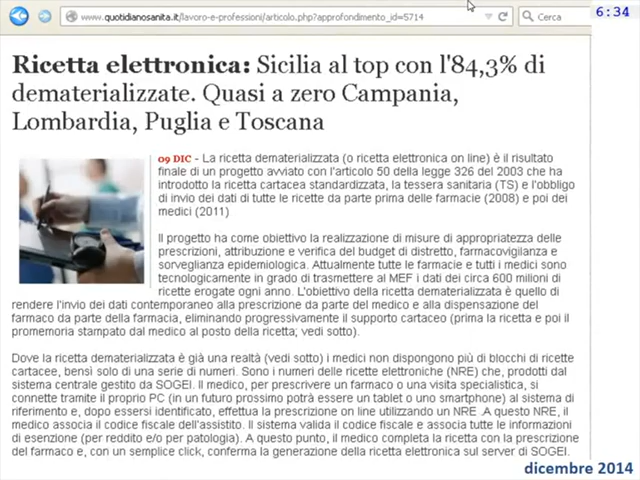 www.quotidianosanita.it/lavoro-e-professioni/articolo.php?approfondimento_id=5714
Cerca
6:34
Ricetta elettronica: Sicilia al top con l'84,3% di
dematerializzate. Quasi a zero Campania,
Lombardia, Puglia e Toscana
09 DIC - La ricetta dematerializzata (o ricetta elettronica on line) è il risultato
finale di un progetto avviato con l'articolo 50 della legge 326 del 2003 che ha
introdotto la ricetta cartacea standardizzata, la tessera sanitaria (TS) e l'obbligo
di invio dei dati di tutte le ricette da parte prima delle farmacie (2008) e poi dei
medici (2011)
Il progetto ha come obiettivo la realizzazione di misure di appropriatezza delle
prescrizioni, attribuzione e verifica del budget di distretto, farmacovigilanza e
sorveglianza epidemiologica. Attualmente tutte le farmacie e tutti i medici sono
tecnologicamente in grado di trasmettere al MEF i dati dei circa 600 milioni di
ricette erogate ogni anno. L'obiettivo della ricetta dematerializzata è quello di
rendere l'invio dei dati contemporaneo alla prescrizione da parte del medico e alla dispensazione del
farmaco da parte della farmacia, eliminando progressivamente il supporto cartaceo (prima la ricetta e poi il
promemoria stampato dal medico al posto della ricetta; vedi sotto).
Dove la ricetta dematerializzata è già una realtà (vedi sotto) i medici non dispongono più di blocchi di ricette
cartacee, bensì solo di una serie di numeri. Sono i numeri delle ricette elettroniche (NRE) che, prodotti dal
sistema centrale gestito da SOGEI. Il medico, per prescrivere un farmaco o una visita specialistica, si
connette tramite il proprio PC (in un futuro prossimo potrà essere un tablet o uno smartphone) al sistema di
riferimento e, dopo essersi identificato, effettua la prescrizione on line utilizzando un NRE .A questo NRE, il
medico associa il codice fiscale dell'assistito. Il sistema valida il codice fiscale e associa tutte le informazioni
di esenzione (per reddito e/o per patologia). A questo punto, il medico completa la ricetta con la prescrizione
del farmaco e, con un semplice click, conferma la generazione della ricetta elettronica sul server di SOGEI.
dicembre 2014